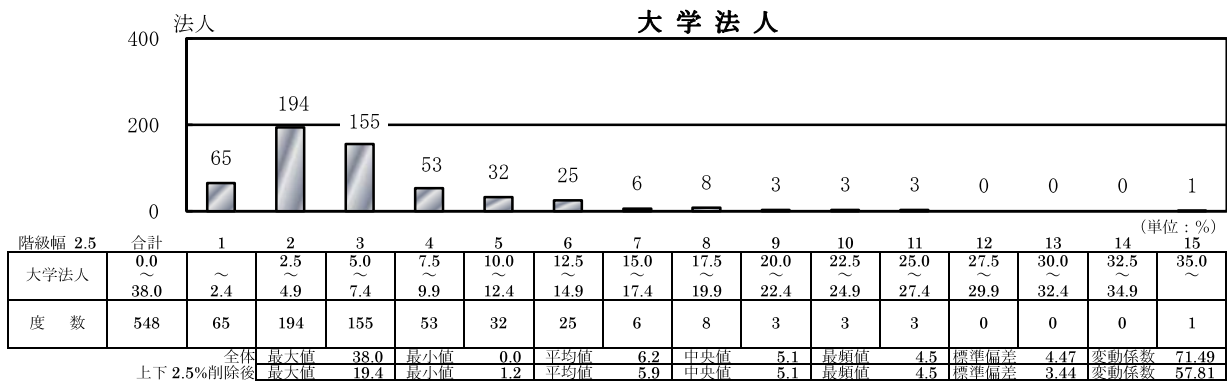 大学法人
法人
400
200
0
65 194 155 53 32 25 6 8 3 3 3 0 0 0 1
(単位：%)
階級幅 2.5 合計 1 2 3 4 5 6 7 8 9 10 11 12 13 14 15
大学法人 0.0～38.0 ～2.4 2.5～4.9 5.0～7.4 7.5～9.9 10.0～12.4 12.5～14.9 15.0～17.4 17.5～19.9 20.0～22.4 22.5～24.9 25.0～27.4 27.5～29.9 30.0～32.4 32.5～34.9 35.0～
度数 548 65 194 155 53 32 25 6 8 3 3 3 0 0 0 1
全体 最大値 38.0 最小値 0.0 平均値 6.2 中央値 5.1 最頻値 4.5 標準偏差 4.47 変動係数 71.49
上下 2.5%削除後 最大値 19.4 最小値 1.2 平均値 5.9 中央値 5.1 最頻値 4.5 標準偏差 3.44 変動係数 57.81